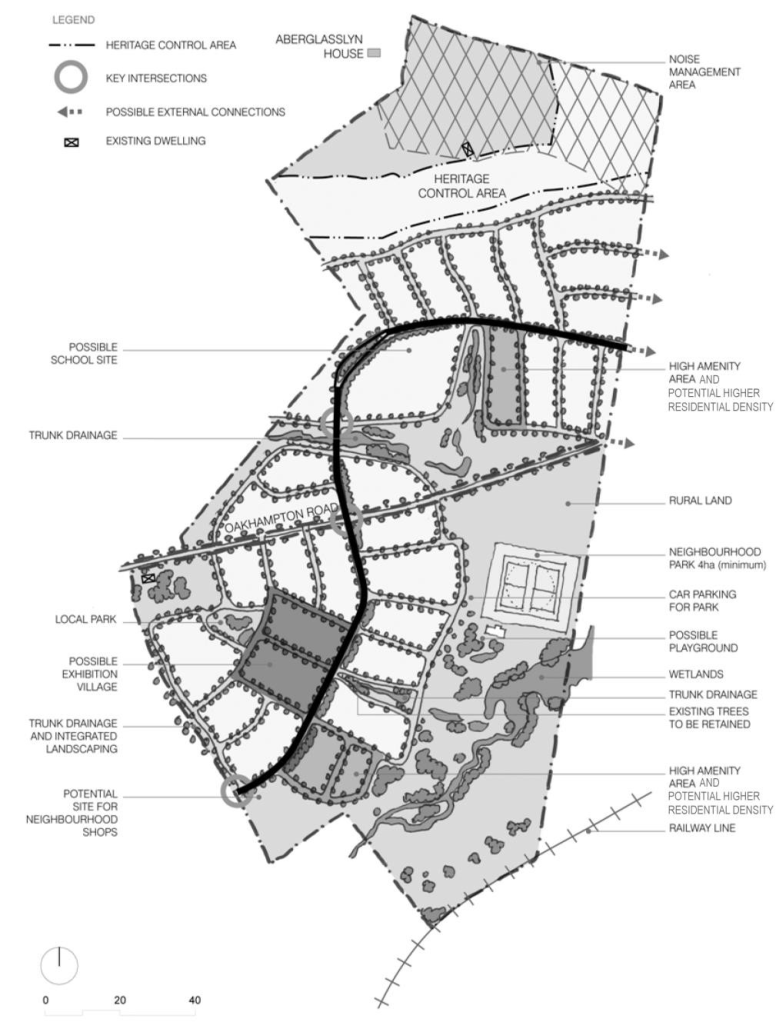 LEGEND
HERITAGE CONTROL AREA
KEY INTERSECTIONS
POSSIBLE EXTERNAL CONNECTIONS
EXISTING DWELLING
ABERGLASSLYN
HOUSE
NOISE
MANAGEMENT
AREA
HERITAGE
CONTROL AREA
POSSIBLE
SCHOOL SITE
HIGH AMENITY
AREA AND
POTENTIAL HIGHER
RESIDENTIAL DENSITY
TRUNK DRAINAGE
RURAL LAND
OAKHAMPTON ROAD
NEIGHBOURHOOD
PARK 4ha (minimum)
CAR PARKING
FOR PARK
LOCAL PARK
POSSIBLE
PLAYGROUND
POSSIBLE
EXHIBITION
VILLAGE
WETLANDS
TRUNK DRAINAGE
EXISTING TREES
TO BE RETAINED
TRUNK DRAINAGE
AND INTEGRATED
LANDSCAPING
HIGH AMENITY
AREA AND
POTENTIAL HIGHER
RESIDENTIAL DENSITY
POTENTIAL
SITE FOR
NEIGHBOURHOOD
SHOPS
RAILWAY LINE
0 20 40